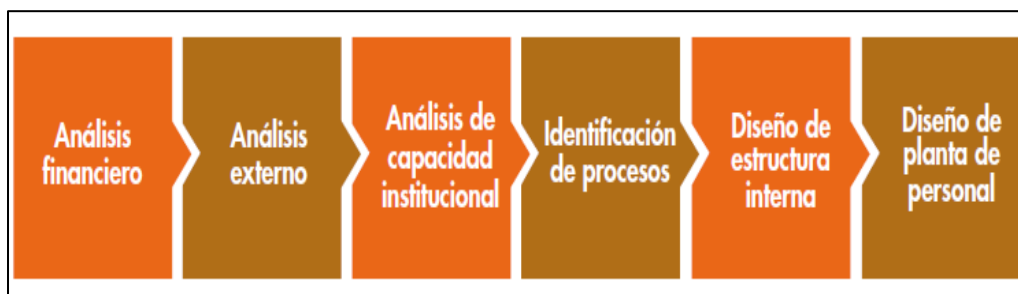 Análisis
financiero
Análisis
externo
Análisis de
capacidad
institucional
Identificación
de procesos
Diseño de
estructura
interna
Diseño de
planta de
personal